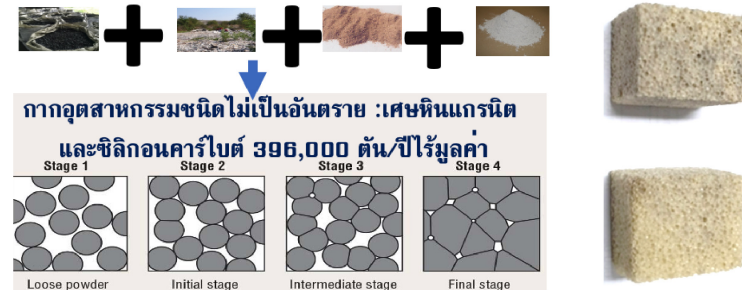 กากอุตสาหกรรมชนิดไม่เป็นอันตราย :เศษหินแกรนิต
และซิลิกอนคาร์ไบต์ 396,000 ตัน/ปีไร้มูลค่า
Stage 1 Stage 2 Stage 3 Stage 4
Loose powder Initial stage Intermediate stage Final stage